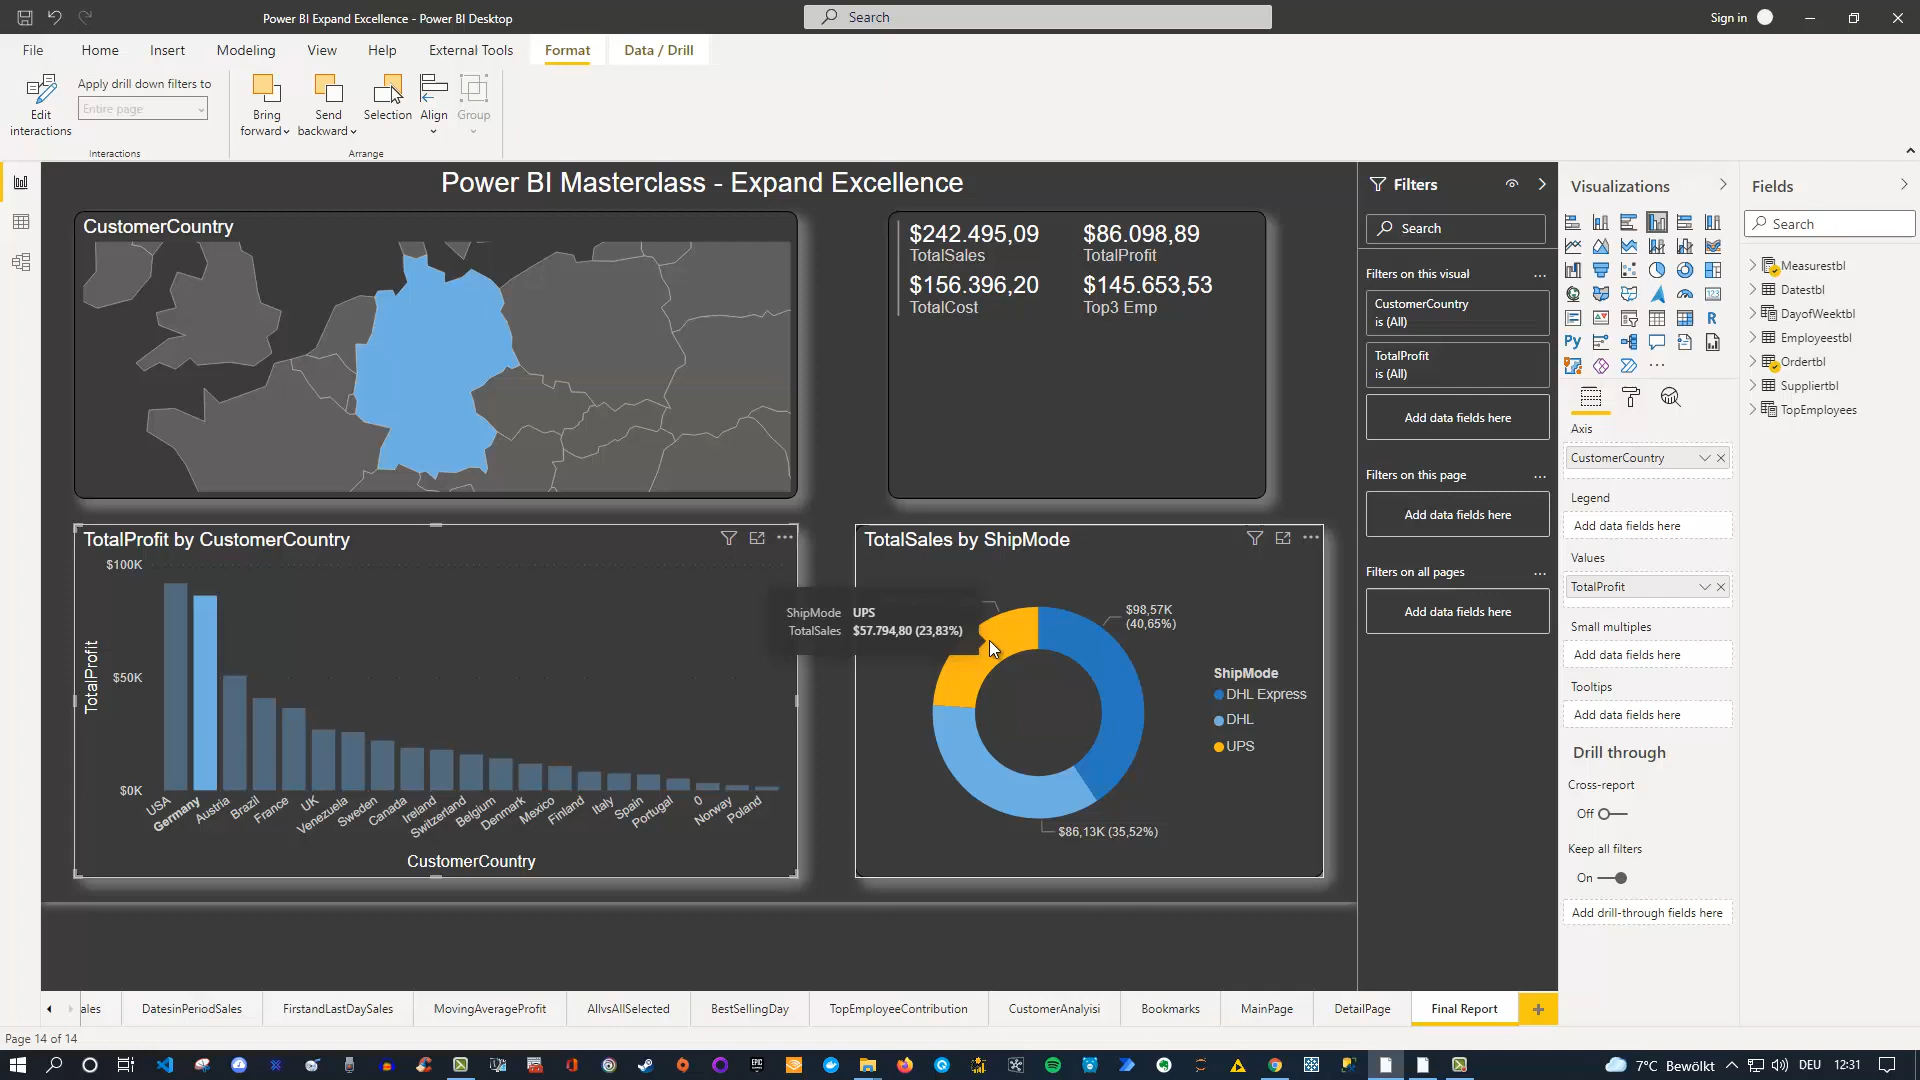 Power BI Expand Excellence - Power BI Desktop
Search
Sign in
File
Home
Insert
Modeling
View
Help
External Tools
Format
Data / Drill
Edit
interactions
Apply drill down filters to
Entire page
Interactions
Bring
forward
Send
backward
Selection
Align
Group
Arrange
Power BI Masterclass - Expand Excellence
CustomerCountry
$242.495,09
TotalSales
$86.098,89
TotalProfit
$156.396,20
TotalCost
$145.653,53
Top3 Emp
TotalProfit by CustomerCountry
$100K
$50K
$0K
TotalProfit
USA
Germany
Austria
Brazil
France
UK
Venezuela
Sweden
Canada
Ireland
Switzerland
Belgium
Denmark
Mexico
Finland
Italy
Spain
Portugal
0
Norway
Poland
CustomerCountry
TotalSales by ShipMode
ShipMode UPS
TotalSales $57.794,80 (23,83%)
$98,57K
(40,65%)
$86,13K (35,52%)
ShipMode
DHL Express
DHL
UPS
Filters
Search
Filters on this visual
CustomerCountry
is (All)
TotalProfit
is (All)
Add data fields here
Filters on this page
Add data fields here
Filters on all pages
Add data fields here
Visualizations
R
Py
123
Axis
CustomerCountry
Legend
Add data fields here
Values
TotalProfit
Small multiples
Add data fields here
Tooltips
Add data fields here
Drill through
Cross-report
Off
Keep all filters
On
Add drill-through fields here
Fields
Search
Measurestbl
Datestbl
DayofWeektbl
Employeestbl
Ordertbl
Suppliertbl
TopEmployees
ales
DatesinPeriodSales
FirstandLastDaySales
MovingAverageProfit
AllvsAllSelected
BestSellingDay
TopEmployeeContribution
CustomerAnalyisi
Bookmarks
MainPage
DetailPage
Final Report
Page 14 of 14
7°C Bewölkt
DEU
12:31